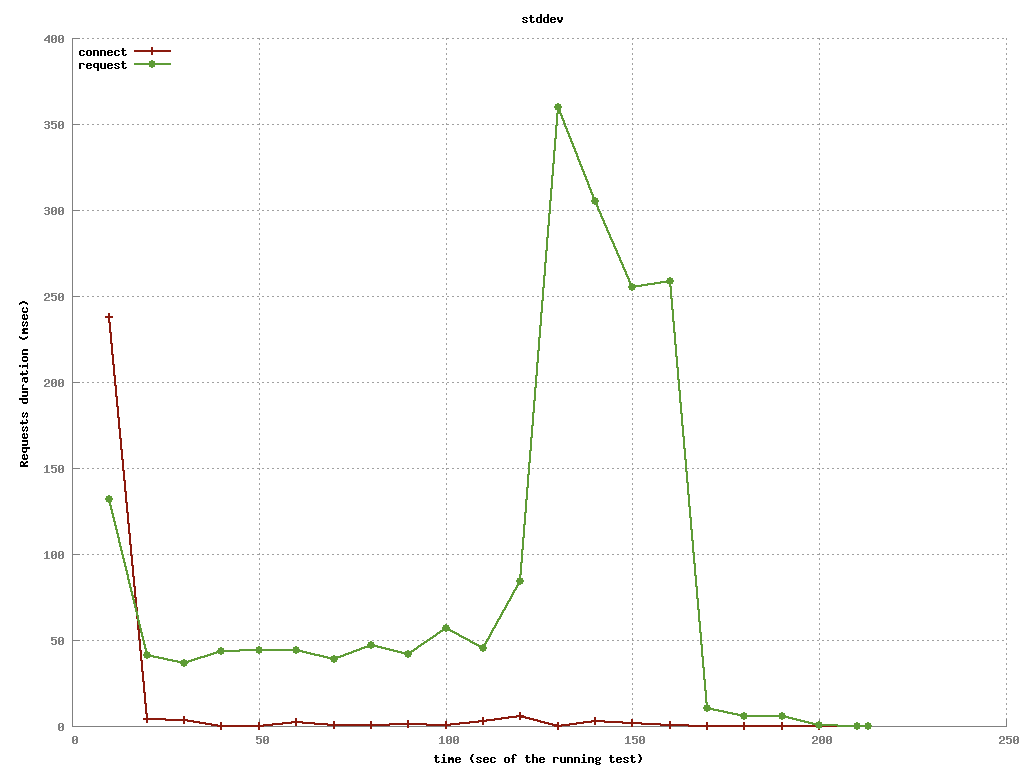 stddev
400
connect
request
350
300
250
200
150
100
50
0
Requests duration (msec)
0 50 100 150 200 250
time (sec of the running test)